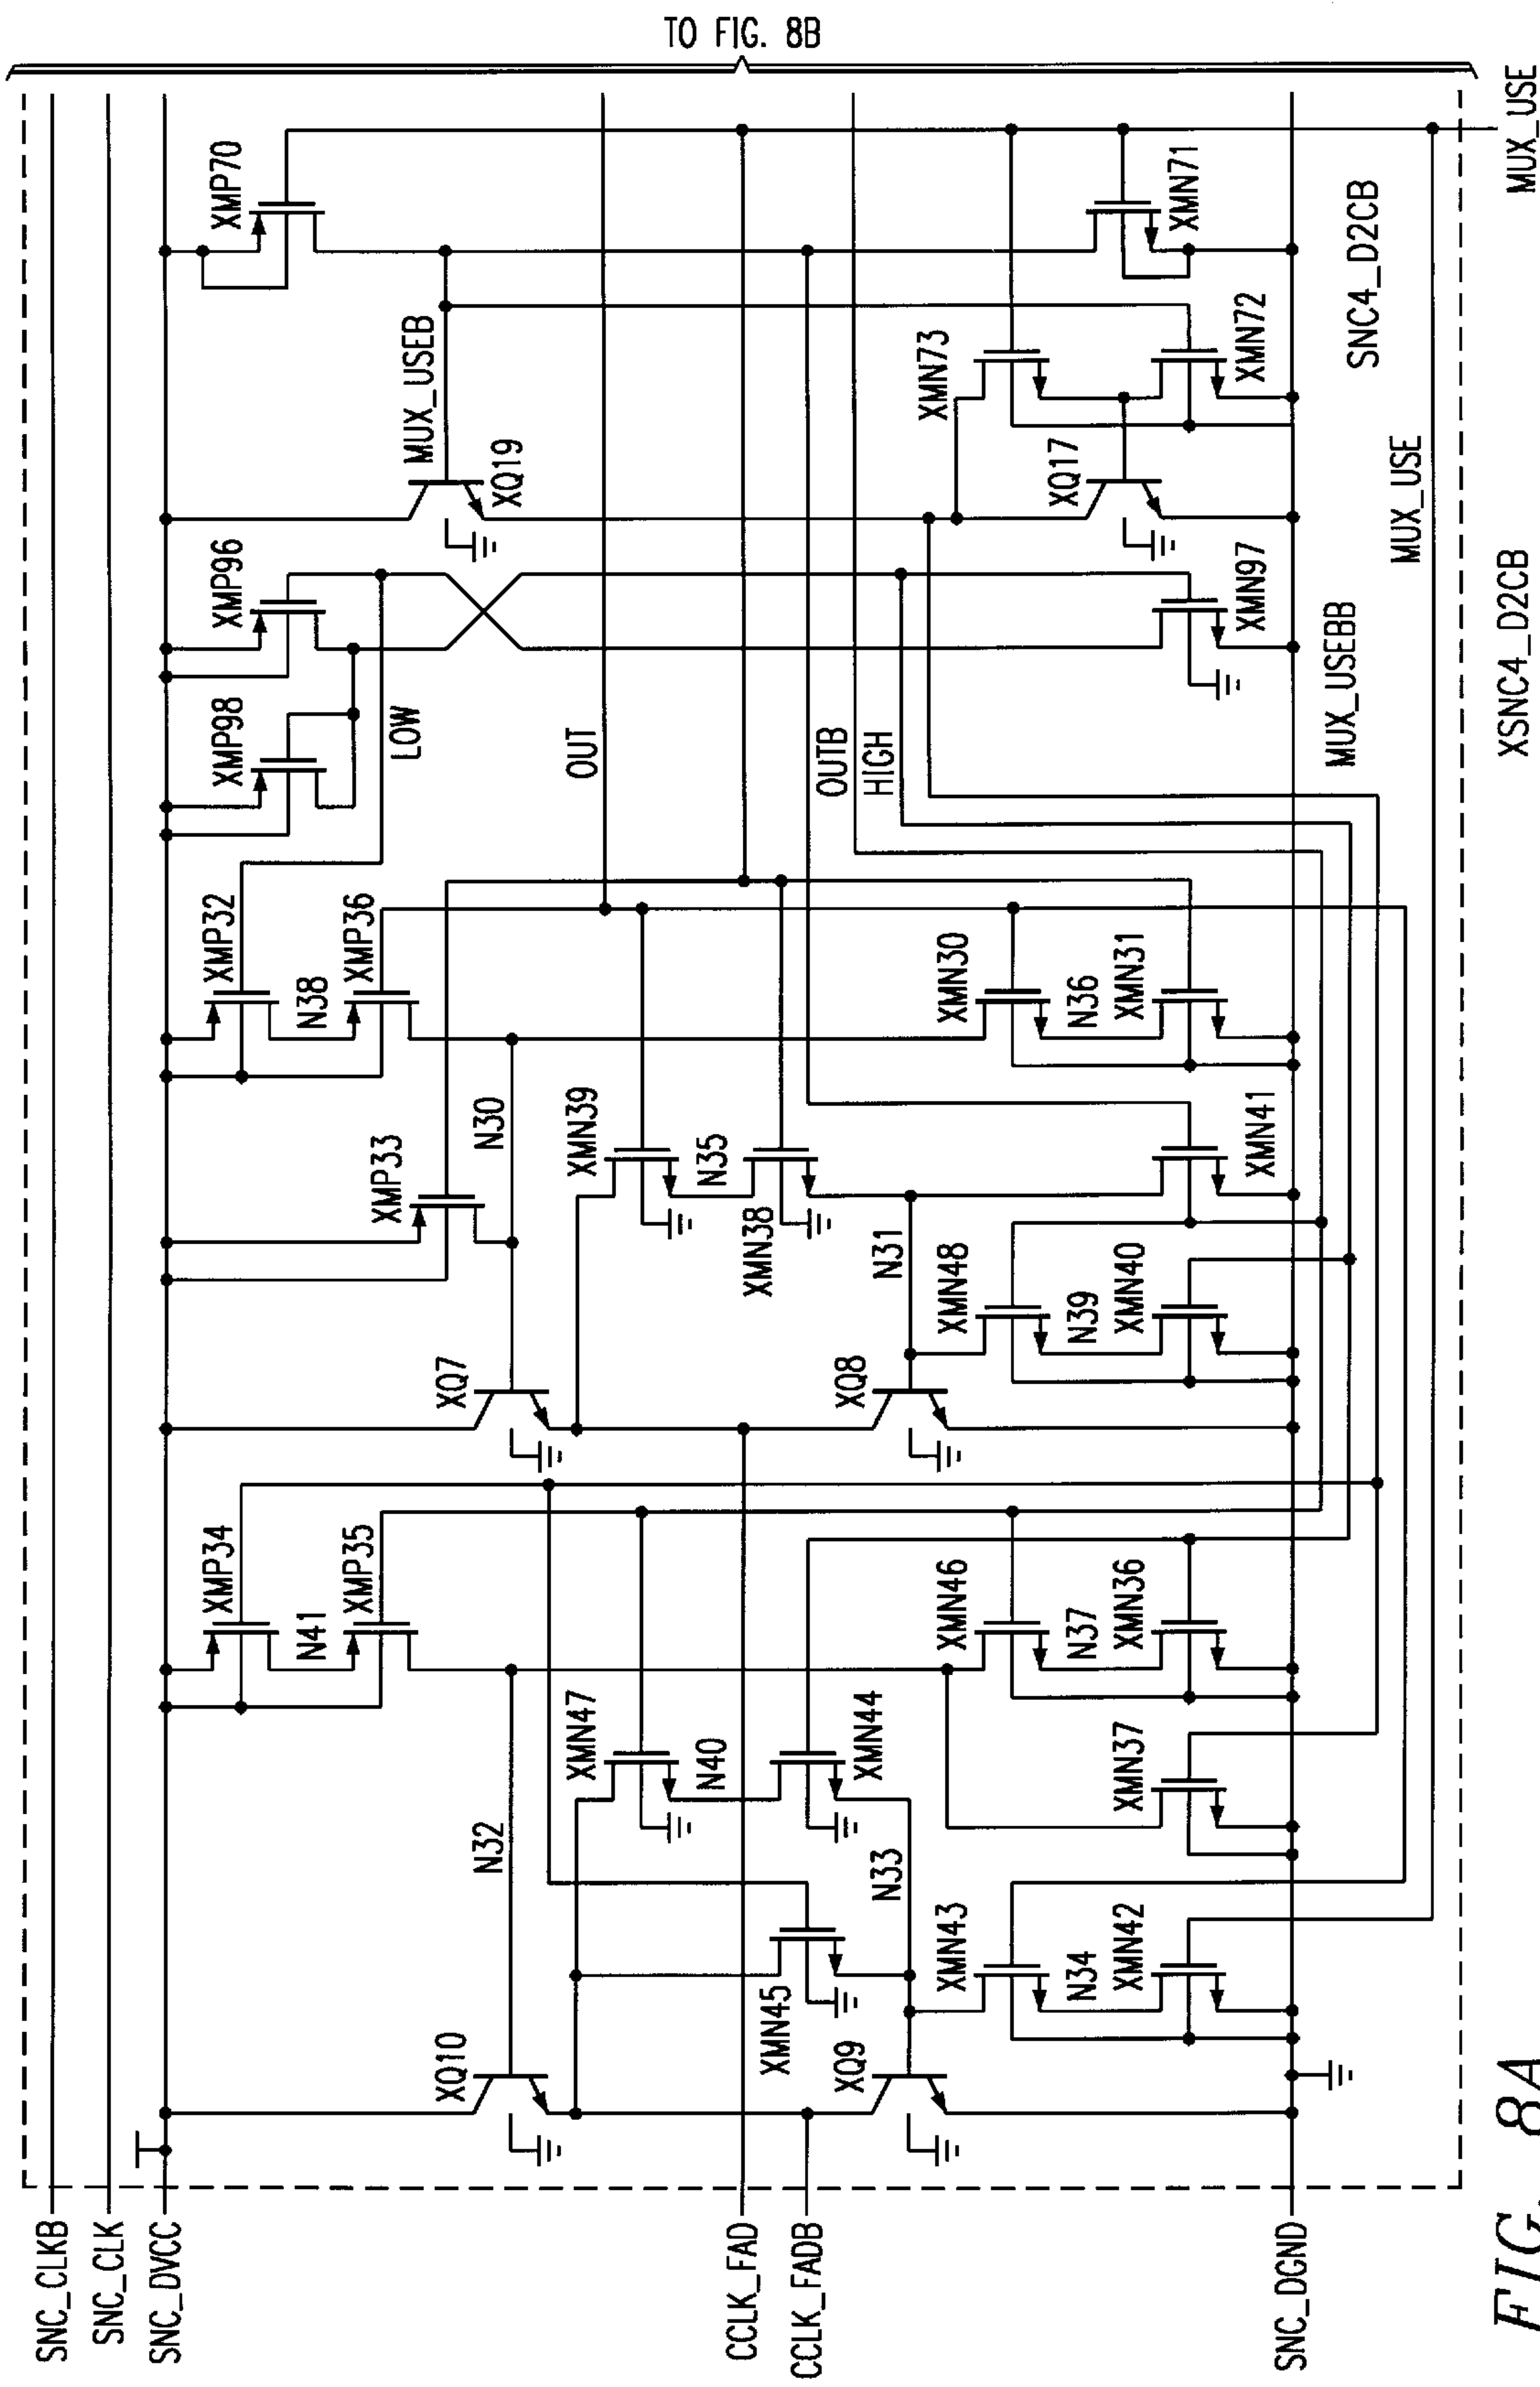 TO FIG. 8B
SNC_CLKB
SNC_CLK
SNC_DVCC
CCLK_FAD
CCLK_FADB
SNC_DGND
XMP70
XMP96
XMP98
LOW
MUX_USEB
XQ19
OUT
OUTB
HIGH
XMN73
XMN71
XMN72
XQ17
XMN97
SNC4_D2CB
MUX_USE
MUX_USE
MUX_USEBB
XSNC4_D2CB
XMP32
N38
XMP36
XMP33
N30
XMN39
N35
XMN38
XMN30
N36
XMN31
XMN41
N31
XMN48
N39
XMN40
XQ7
XQ8
XMP34
N41
XMP35
XMN46
N37
XMN36
XMN47
N40
XMN44
XMN37
N32
N33
XMN45
XMN43
N34
XMN42
XQ10
XQ9
FIG. 8A